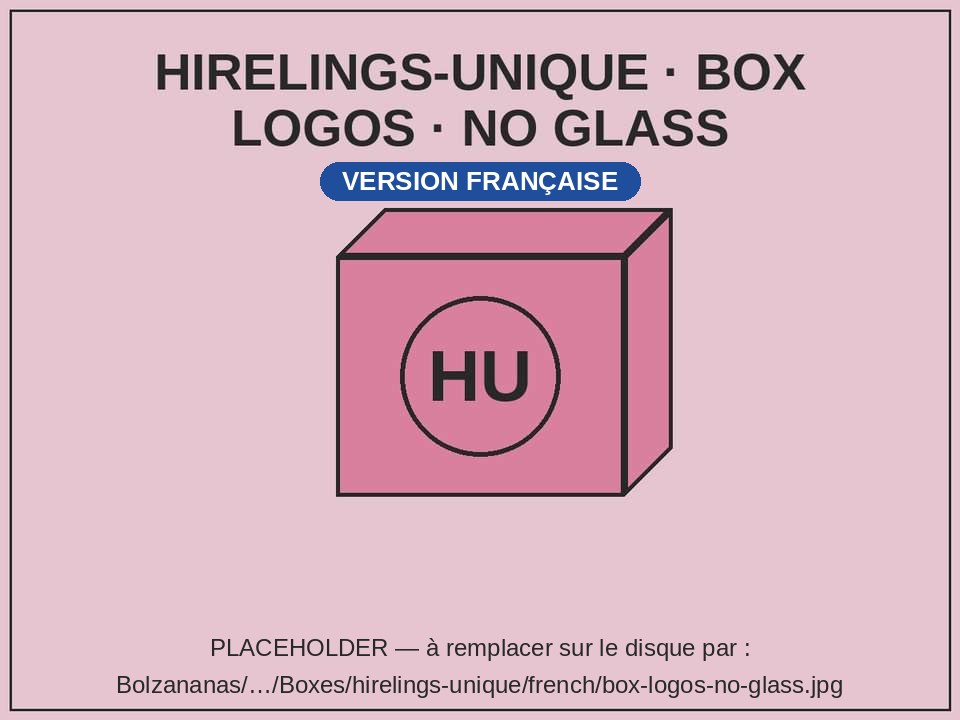 HIRELINGS-UNIQUE · BOX
LOGOS · NO GLASS
VERSION FRANÇAISE
HU
PLACEHOLDER — à remplacer sur le disque par :
Bolzananas/…/Boxes/hirelings-unique/french/box-logos-no-glass.jpg